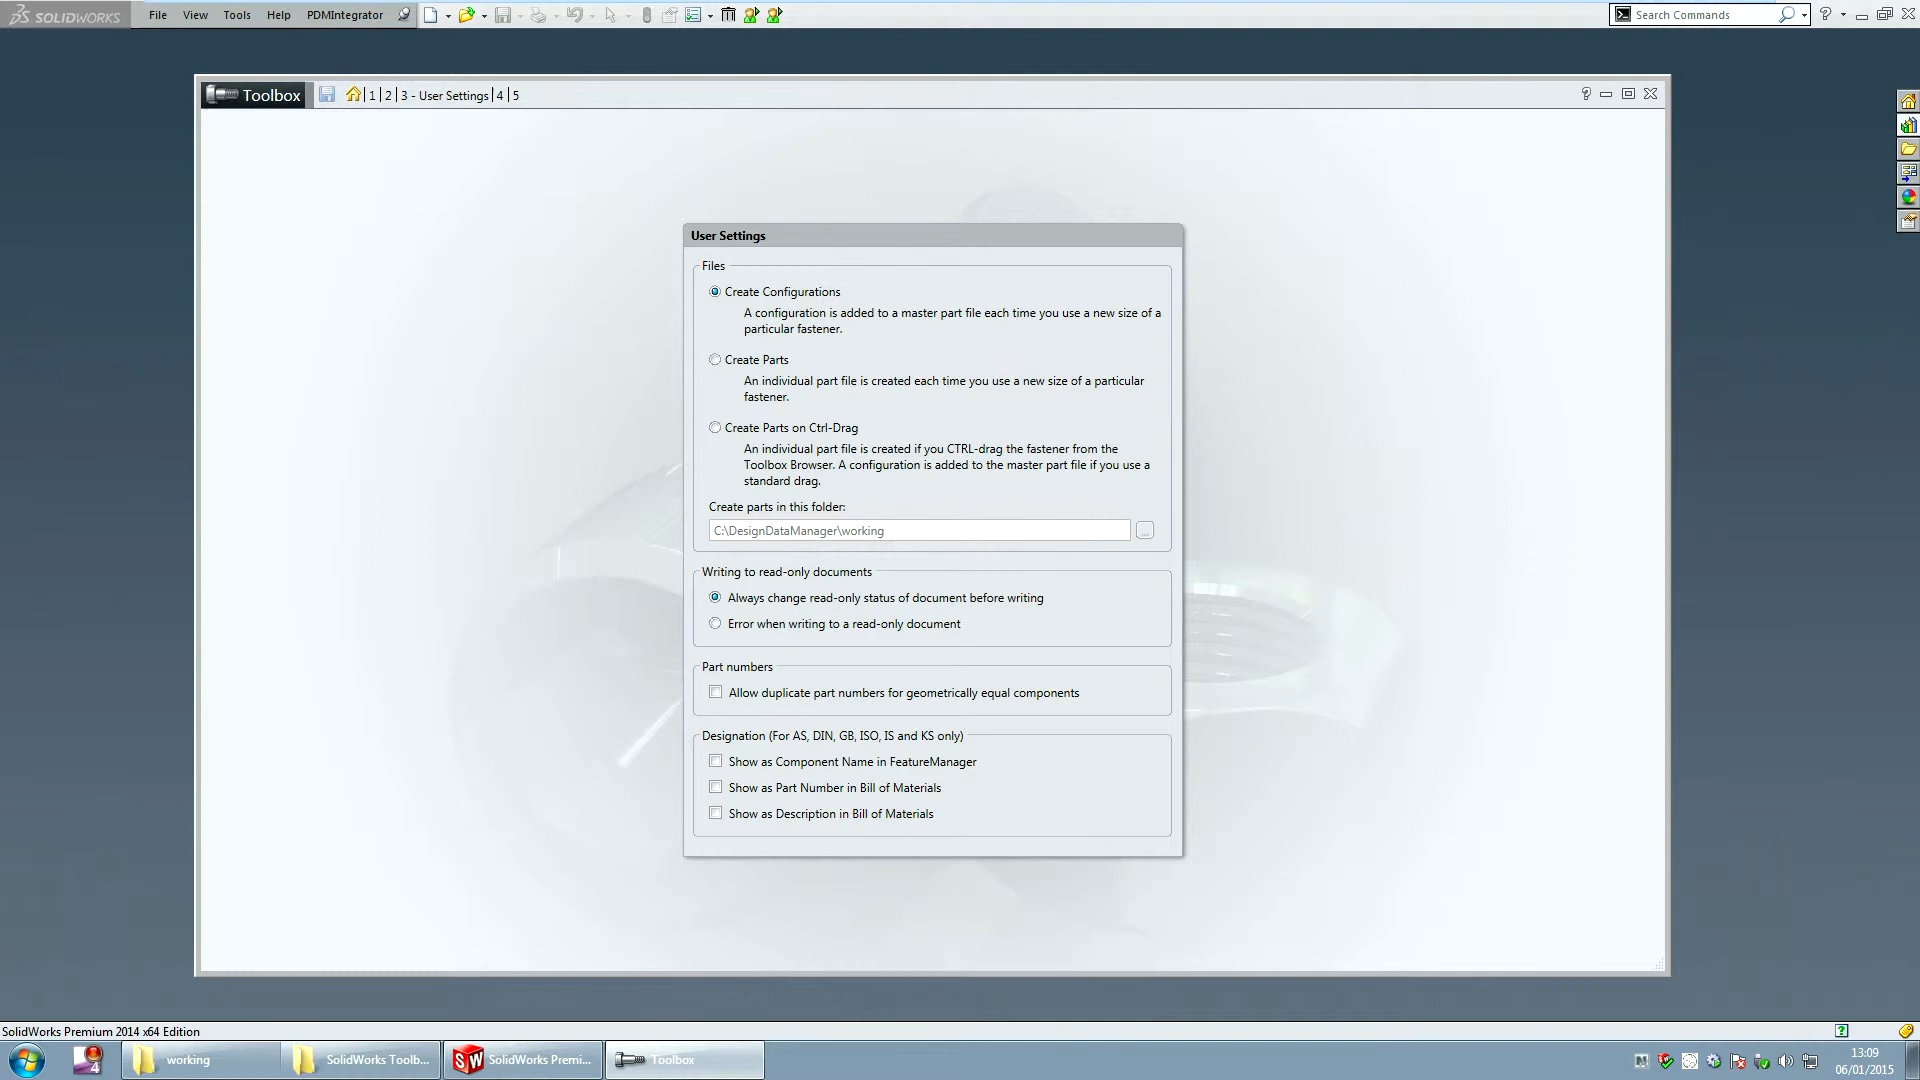 SOLIDWORKS File View Tools Help PDMIntegrator Search Commands
Toolbox 1 | 2 | 3 - User Settings | 4 | 5
User Settings
Files
Create Configurations
A configuration is added to a master part file each time you use a new size of a
particular fastener.
Create Parts
An individual part file is created each time you use a new size of a particular
fastener.
Create Parts on Ctrl-Drag
An individual part file is created if you CTRL-drag the fastener from the
Toolbox Browser. A configuration is added to the master part file if you use a
standard drag.
Create parts in this folder:
C:\DesignDataManager\working
...
Writing to read-only documents
Always change read-only status of document before writing
Error when writing to a read-only document
Part numbers
Allow duplicate part numbers for geometrically equal components
Designation (For AS, DIN, GB, ISO, IS and KS only)
Show as Component Name in FeatureManager
Show as Part Number in Bill of Materials
Show as Description in Bill of Materials
SolidWorks Premium 2014 x64 Edition
4 working SolidWorks Toolb... SW SolidWorks Premi... Toolbox
13:09
06/01/2015